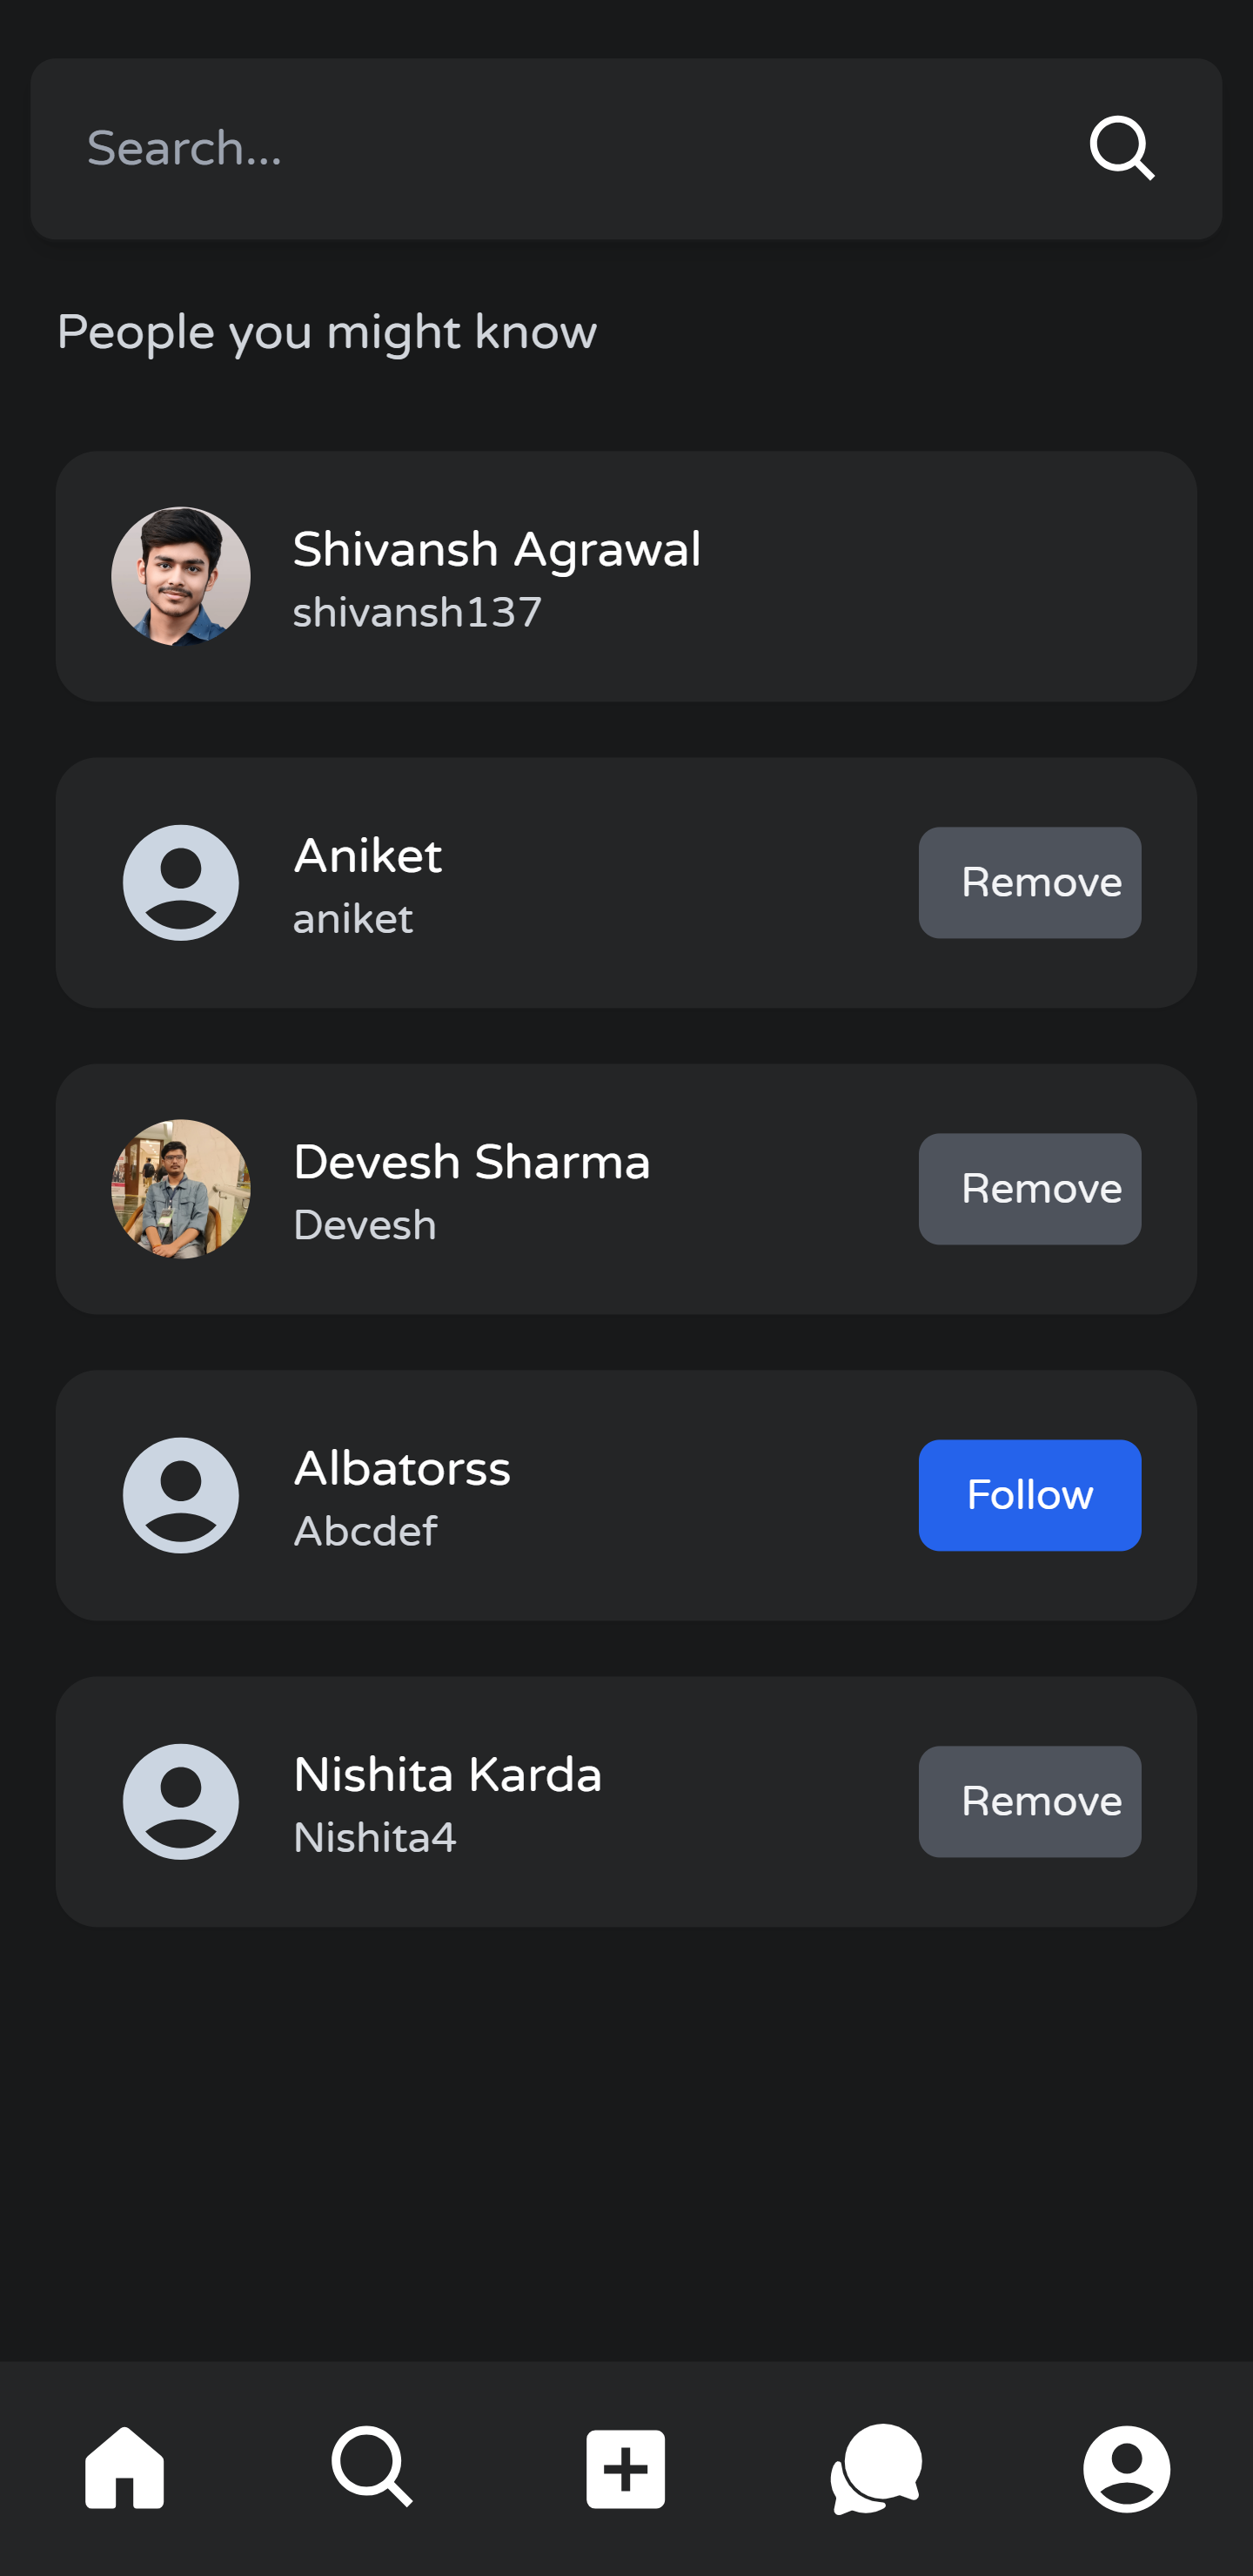 Search...
People you might know
Shivansh Agrawal
shivansh137
Aniket
aniket
Remove
Devesh Sharma
Devesh
Remove
Albatorss
Abcdef
Follow
Nishita Karda
Nishita4
Remove